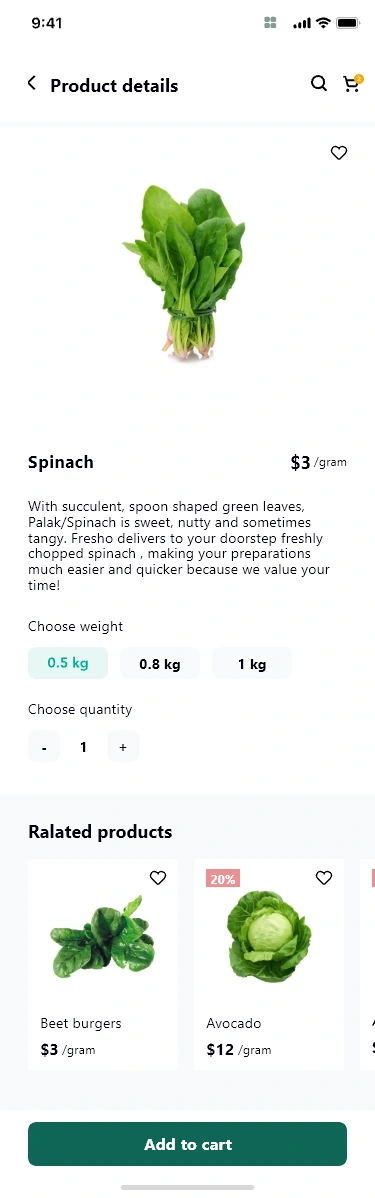 9:41
Product details
Spinach
$3 /gram
With succulent, spoon shaped green leaves,
Palak/Spinach is sweet, nutty and sometimes
tangy. Fresho delivers to your doorstep freshly
chopped spinach , making your preparations
much easier and quicker because we value your
time!
Choose weight
0.5 kg 0.8 kg 1 kg
Choose quantity
- 1 +
Ralated products
20%
Beet burgers
Avocado
$3 /gram
$12 /gram
Add to cart